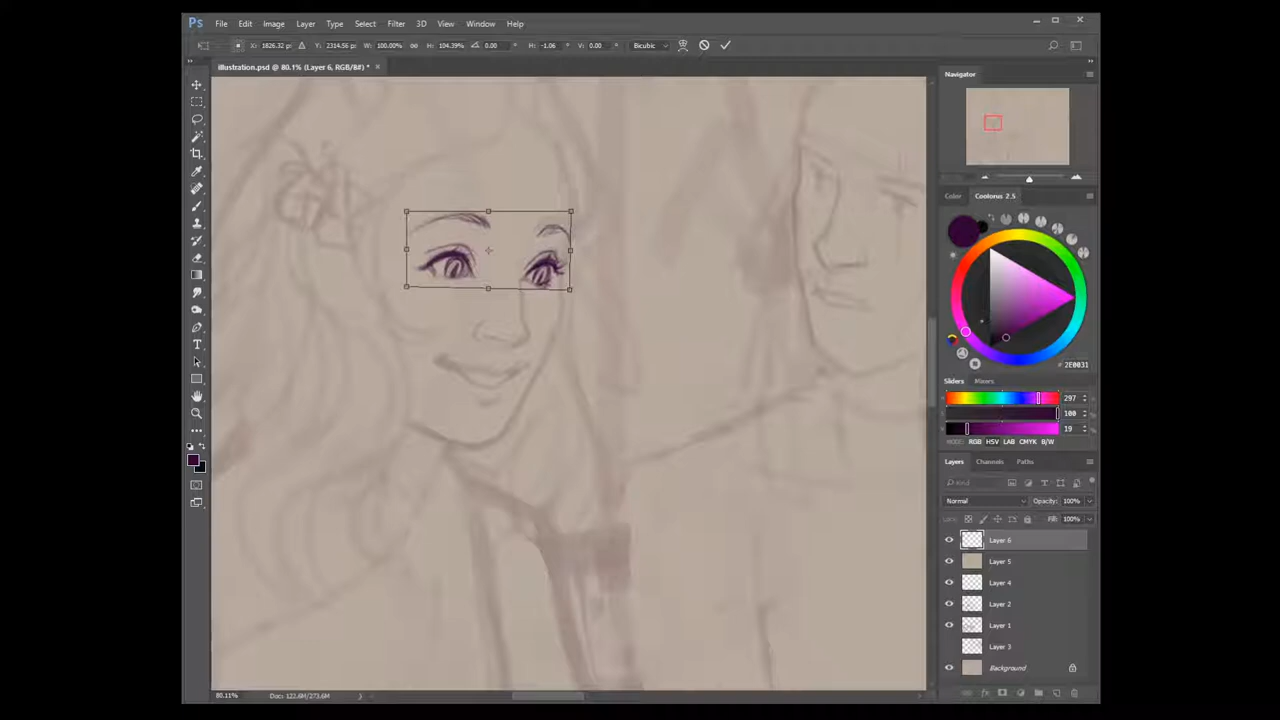 Ps File Edit Image Layer Type Select Filter 3D View Window Help
X: 1826.32 px Y: 2314.56 px W: 100.00% H: 104.39% 0.00 ° H: -1.06 ° V: 0.00 ° Bicubic
illustration.psd @ 80.1% (Layer 6, RGB/8#) * ×
Navigator
Color Coolorus 2.5
# 2E0031
Sliders Mixers
297
100
19
MODE: RGB HSV LAB CMYK B/W
Layers Channels Paths
Kind
Normal Opacity: 100%
Lock: Fill: 100%
Layer 6
Layer 5
Layer 4
Layer 2
Layer 1
Layer 3
Background
80.11% Doc: 122.6M/273.6M